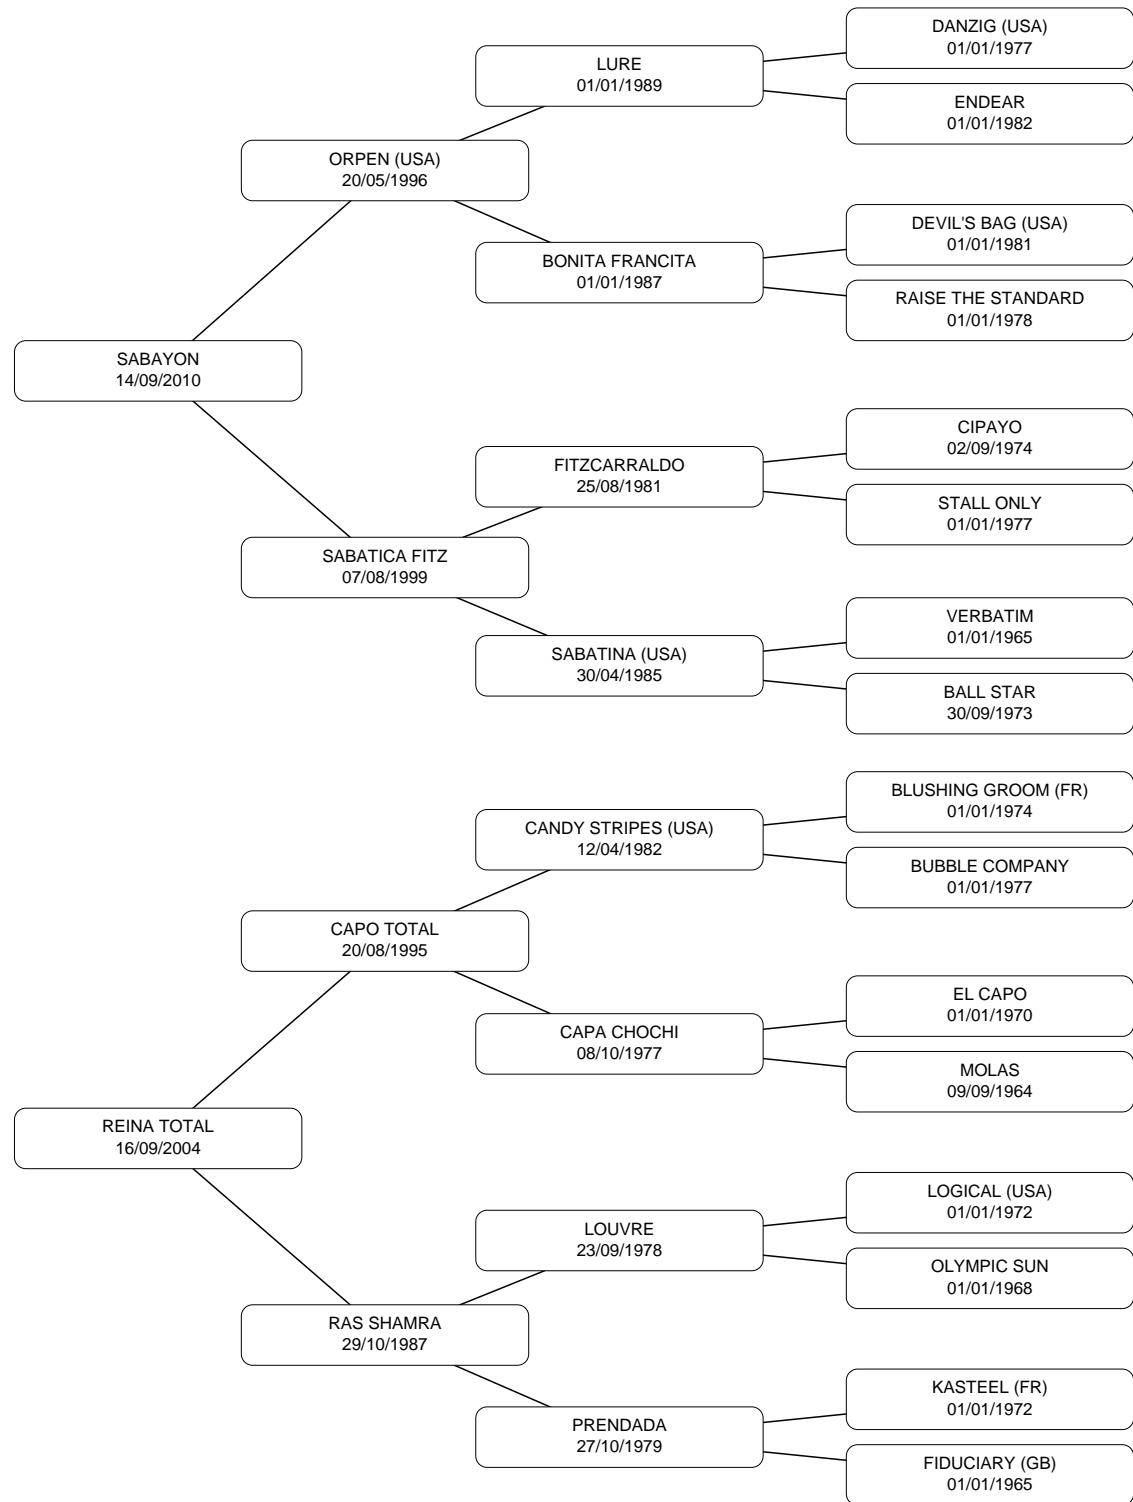 DANZIG (USA)
01/01/1977
LURE
01/01/1989
ENDEAR
01/01/1982
ORPEN (USA)
20/05/1996
DEVIL'S BAG (USA)
01/01/1981
BONITA FRANCITA
01/01/1987
RAISE THE STANDARD
01/01/1978
SABAYON
14/09/2010
CIPAYO
02/09/1974
FITZCARRALDO
25/08/1981
STALL ONLY
01/01/1977
SABATICA FITZ
07/08/1999
VERBATIM
01/01/1965
SABATINA (USA)
30/04/1985
BALL STAR
30/09/1973
BLUSHING GROOM (FR)
01/01/1974
CANDY STRIPES (USA)
12/04/1982
BUBBLE COMPANY
01/01/1977
CAPO TOTAL
20/08/1995
EL CAPO
01/01/1970
CAPA CHOCHI
08/10/1977
MOLAS
09/09/1964
REINA TOTAL
16/09/2004
LOGICAL (USA)
01/01/1972
LOUVRE
23/09/1978
OLYMPIC SUN
01/01/1968
RAS SHAMRA
29/10/1987
KASTEEL (FR)
01/01/1972
PRENDADA
27/10/1979
FIDUCIARY (GB)
01/01/1965